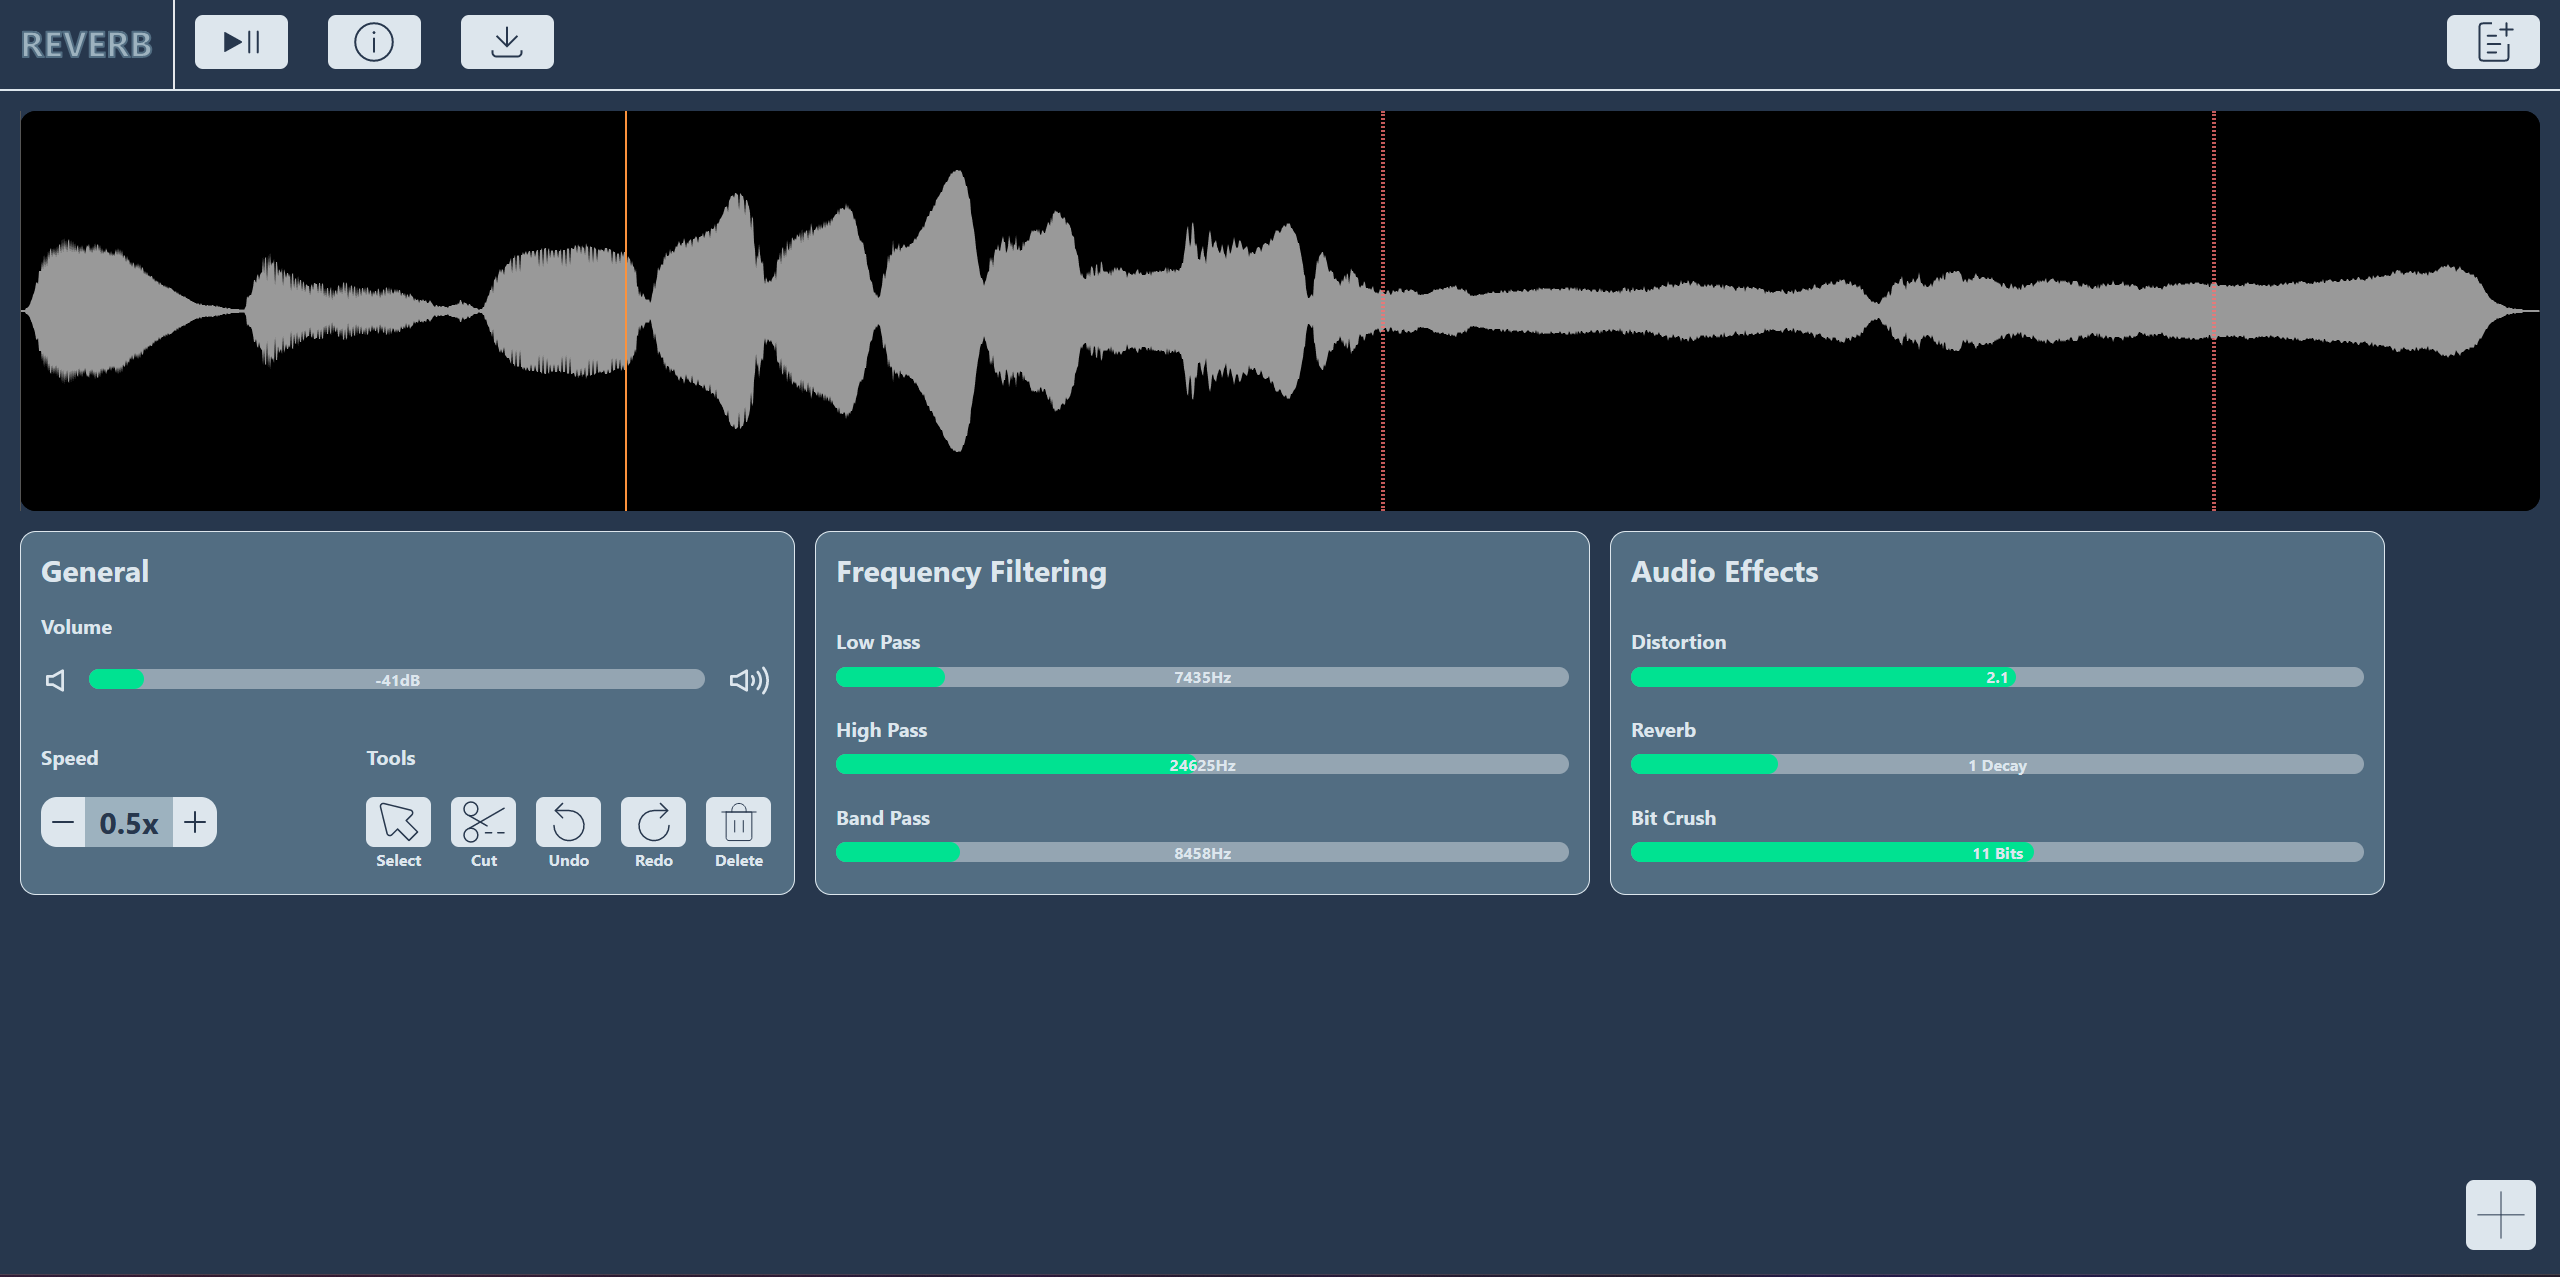 REVERB
General
Volume
-41dB
Speed
Tools
0.5x
Select
Cut
Undo
Redo
Delete
Frequency Filtering
Low Pass
7435Hz
High Pass
24625Hz
Band Pass
8458Hz
Audio Effects
Distortion
2.1
Reverb
1 Decay
Bit Crush
11 Bits